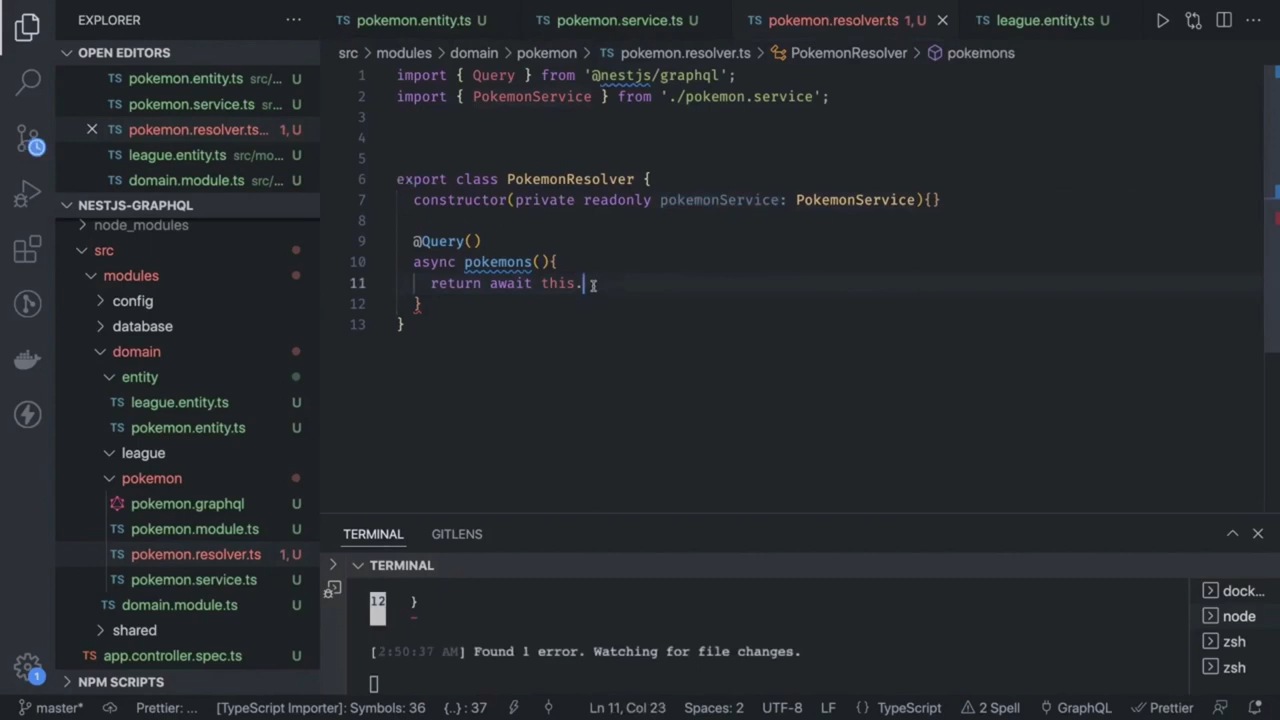 EXPLORER
OPEN EDITORS
TS pokemon.entity.ts src/... U
TS pokemon.service.ts sr... U
TS pokemon.resolver.ts... 1, U
TS league.entity.ts src/mo... U
TS domain.module.ts src/... U
NESTJS-GRAPHQL
node_modules
src
modules
config
database
domain
entity
TS league.entity.ts U
TS pokemon.entity.ts U
league
pokemon
pokemon.graphql U
TS pokemon.module.ts U
TS pokemon.resolver.ts 1, U
TS pokemon.service.ts U
TS domain.module.ts U
shared
TS app.controller.spec.ts U
NPM SCRIPTS
TS pokemon.entity.ts U TS pokemon.service.ts U TS pokemon.resolver.ts 1, U TS league.entity.ts U
src > modules > domain > pokemon > TS pokemon.resolver.ts > PokemonResolver > pokemons
1 import { Query } from '@nestjs/graphql';
2 import { PokemonService } from './pokemon.service';
3
4
5
6 export class PokemonResolver {
7 constructor(private readonly pokemonService: PokemonService){}
8
9 @Query()
10 async pokemons(){
11 return await this.
12 }
13 }
TERMINAL GITLENS
TERMINAL
12 }
[2:50:37 AM] Found 1 error. Watching for file changes.
dock...
node
zsh
zsh
1
master* Prettier: ... [TypeScript Importer]: Symbols: 36 {..} : 37 Ln 11, Col 23 Spaces: 2 UTF-8 LF {} TypeScript 2 Spell GraphQL Prettier